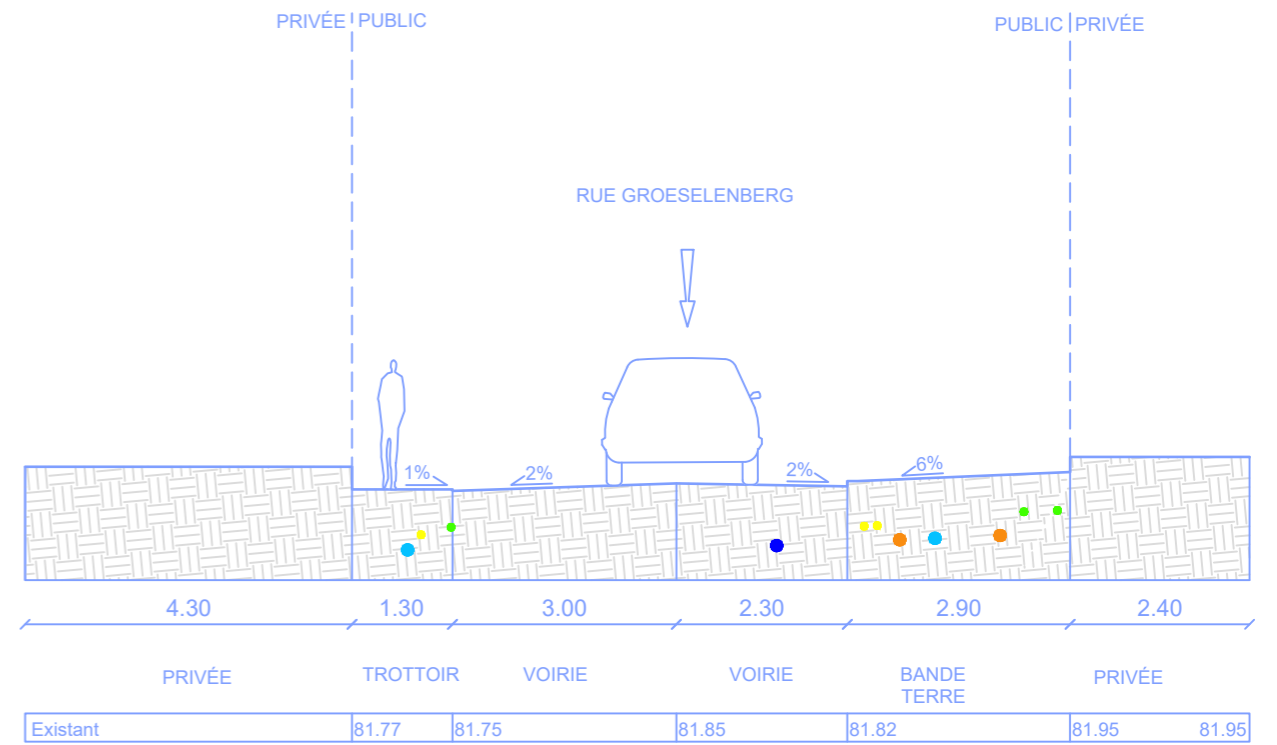 PRIVÉE PUBLIC
PUBLIC PRIVÉE
RUE GROESELENBERG
1% 2% 2% 6%
4.30 1.30 3.00 2.30 2.90 2.40
PRIVÉE TROTTOIR VOIRIE VOIRIE BANDE TERRE PRIVÉE
Existant 81.77 81.75 81.85 81.82 81.95 81.95